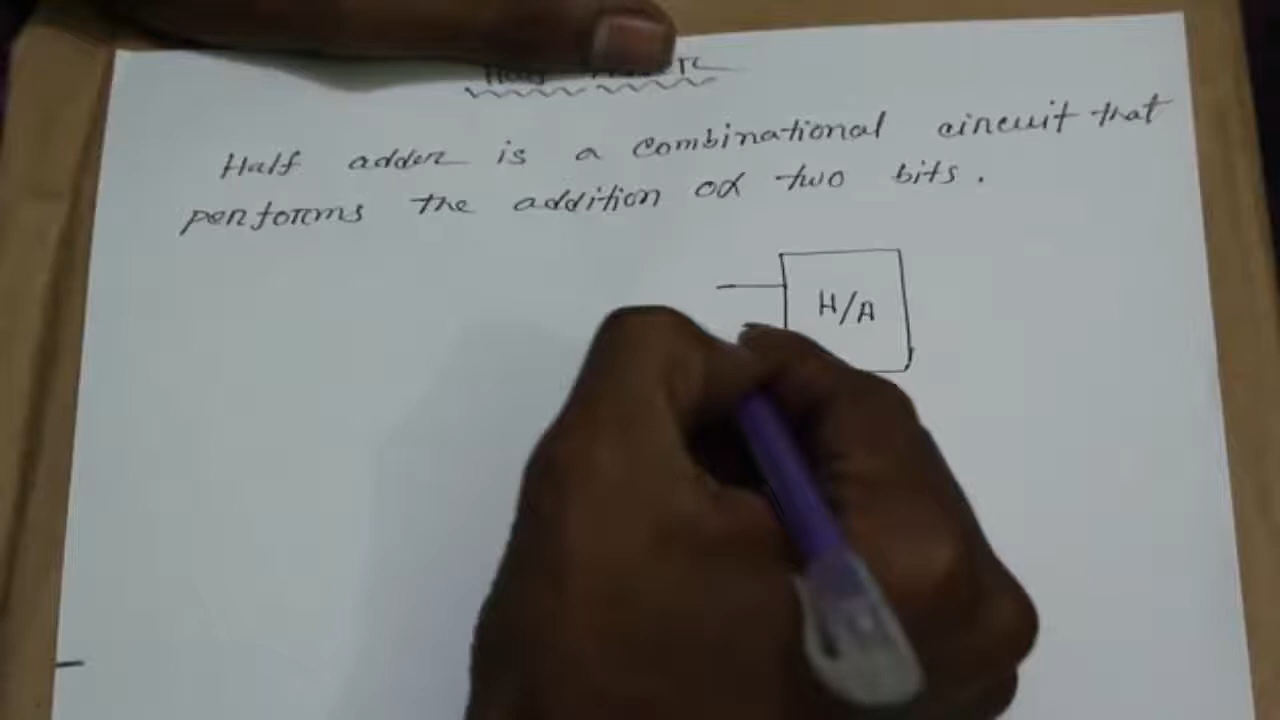 Half adder is a combinational circuit that
performs the addition of two bits.
H/A